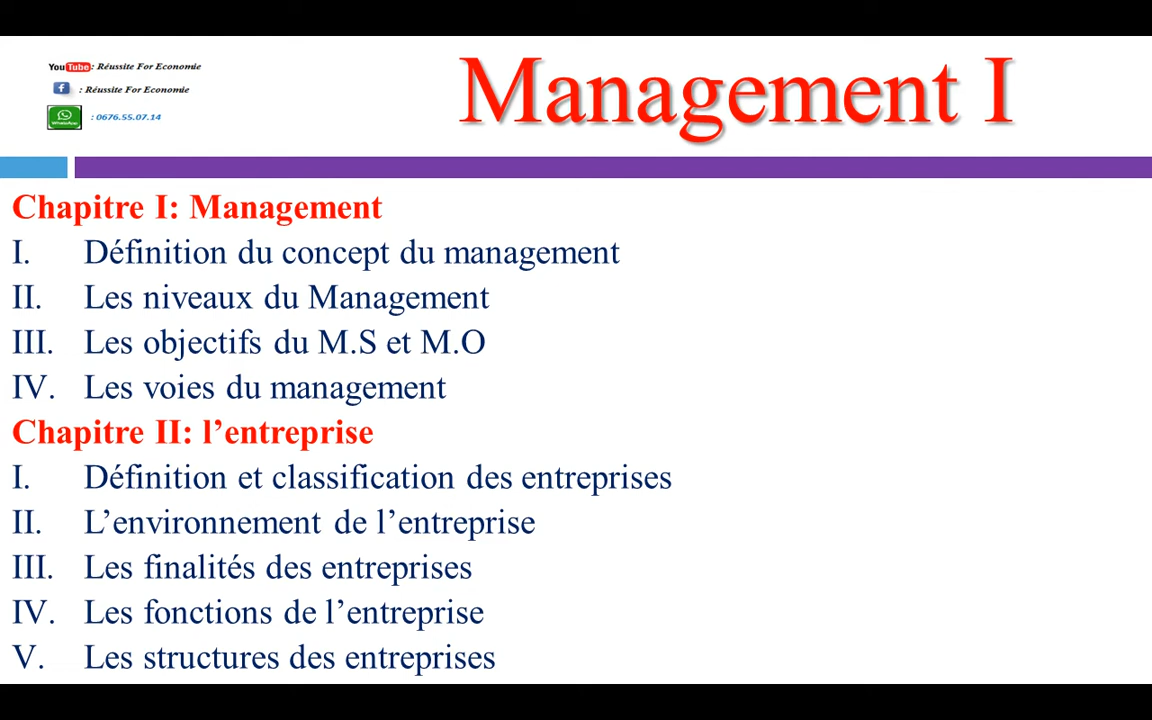 YouTube : Réussite For Economie
f : Réussite For Economie
WhatsApp : 0676.55.07.14
Management I
Chapitre I: Management
I. Définition du concept du management
II. Les niveaux du Management
III. Les objectifs du M.S et M.O
IV. Les voies du management
Chapitre II: l’entreprise
I. Définition et classification des entreprises
II. L’environnement de l’entreprise
III. Les finalités des entreprises
IV. Les fonctions de l’entreprise
V. Les structures des entreprises